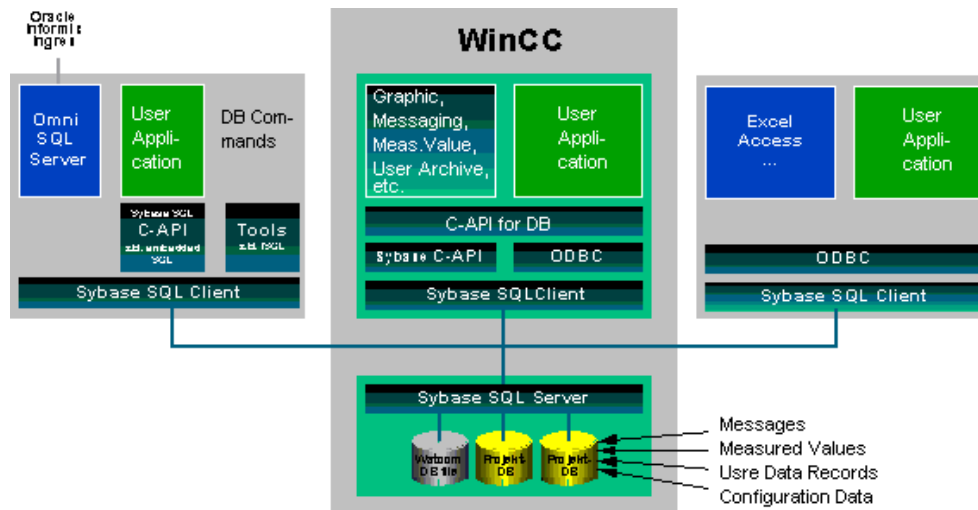 Oracle
Informix
Ingres
WinCC
Omni
SQL
Server
User
Appli-
cation
DB Com-
mands
Sybase SQL
C-API
z.B. embedded
SQL
Tools
z.B. ISQL
Sybase SQL Client
Graphic,
Messaging,
Meas.Value,
User Archive,
etc.
User
Appli-
cation
C-API for DB
Sybase C-API
ODBC
Sybase SQLClient
Excel
Access
...
User
Appli-
cation
ODBC
Sybase SQL Client
Sybase SQL Server
Watcom
DB file
Projekt-
DB
Projekt-
DB
Messages
Measured Values
Usre Data Records
Configuration Data